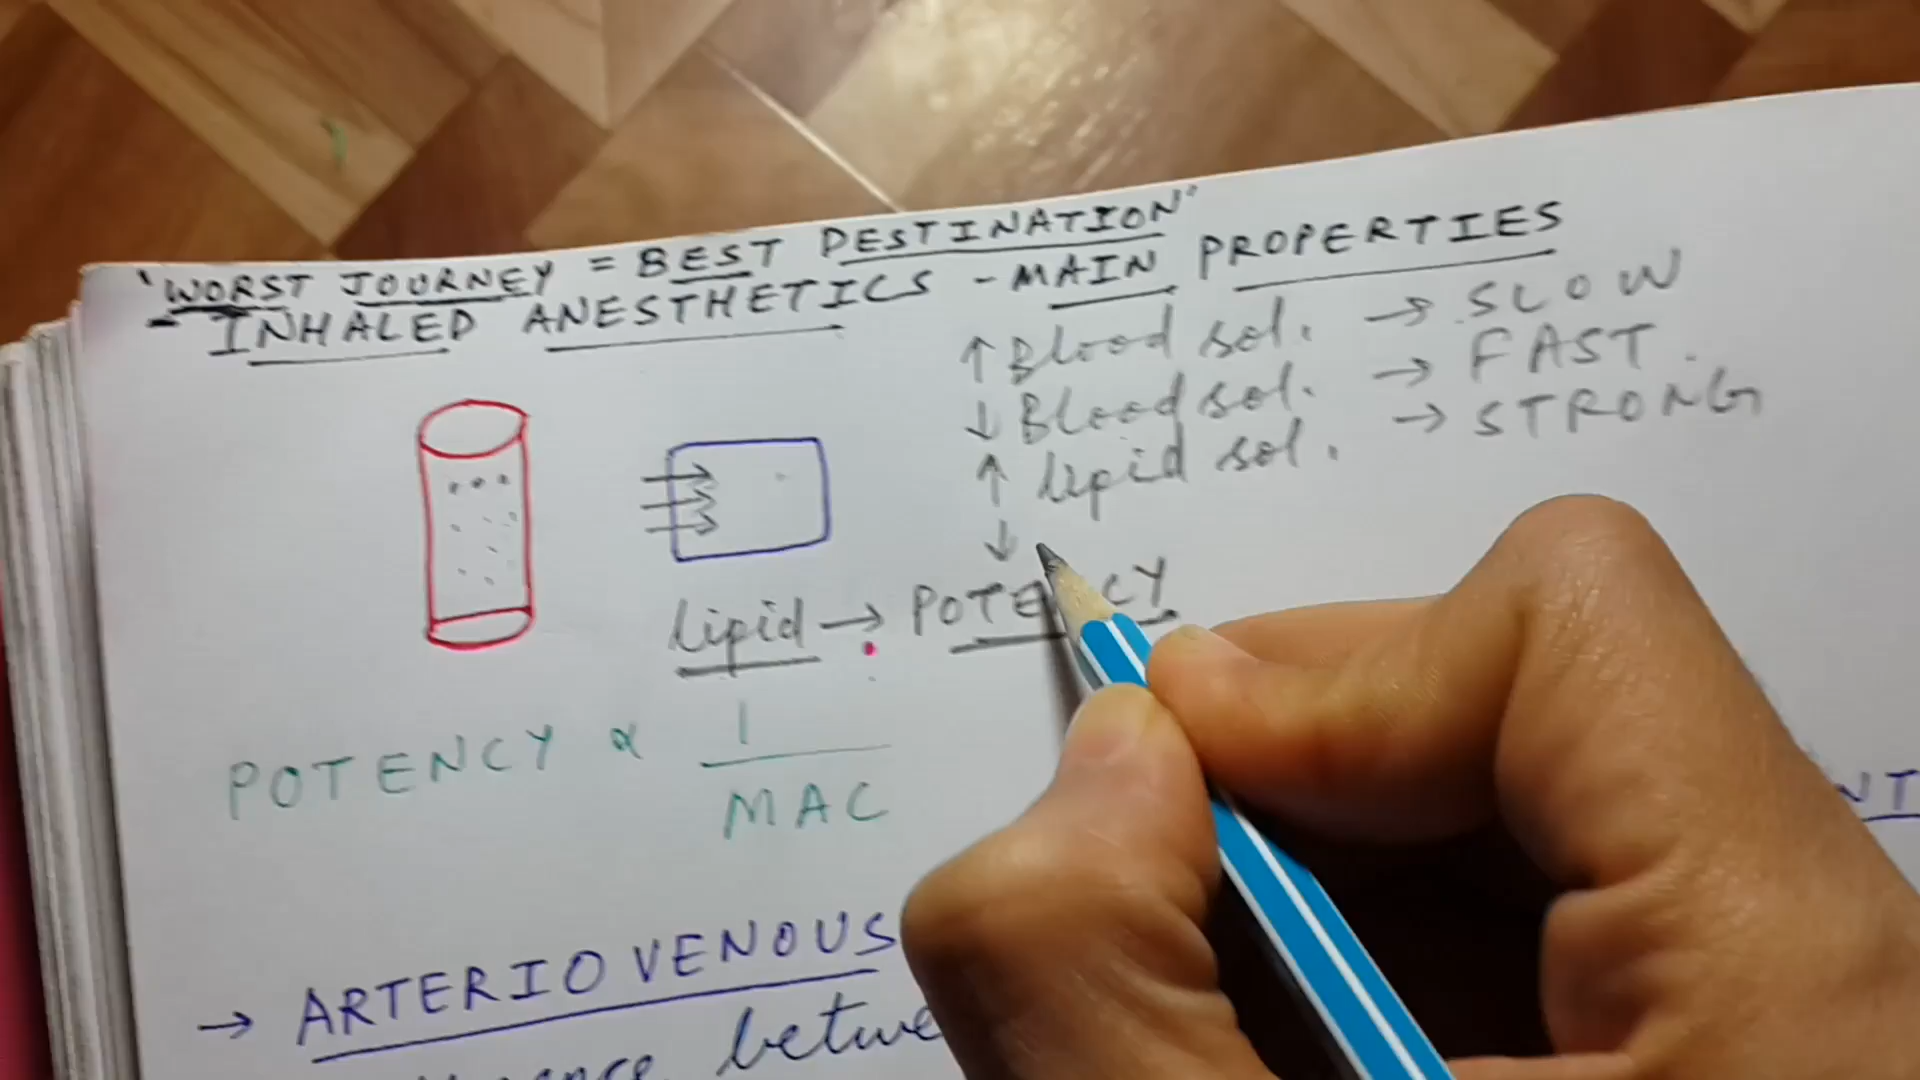 'WORST JOURNEY = BEST DESTINATION'
- INHALED ANESTHETICS - MAIN PROPERTIES
↑ Blood sol. → SLOW
↓ Blood sol. → FAST.
↑ lipid sol. → STRONG
↓
lipid → POTENCY
POTENCY ∝ 1
MAC
→ ARTERIOVENOUS